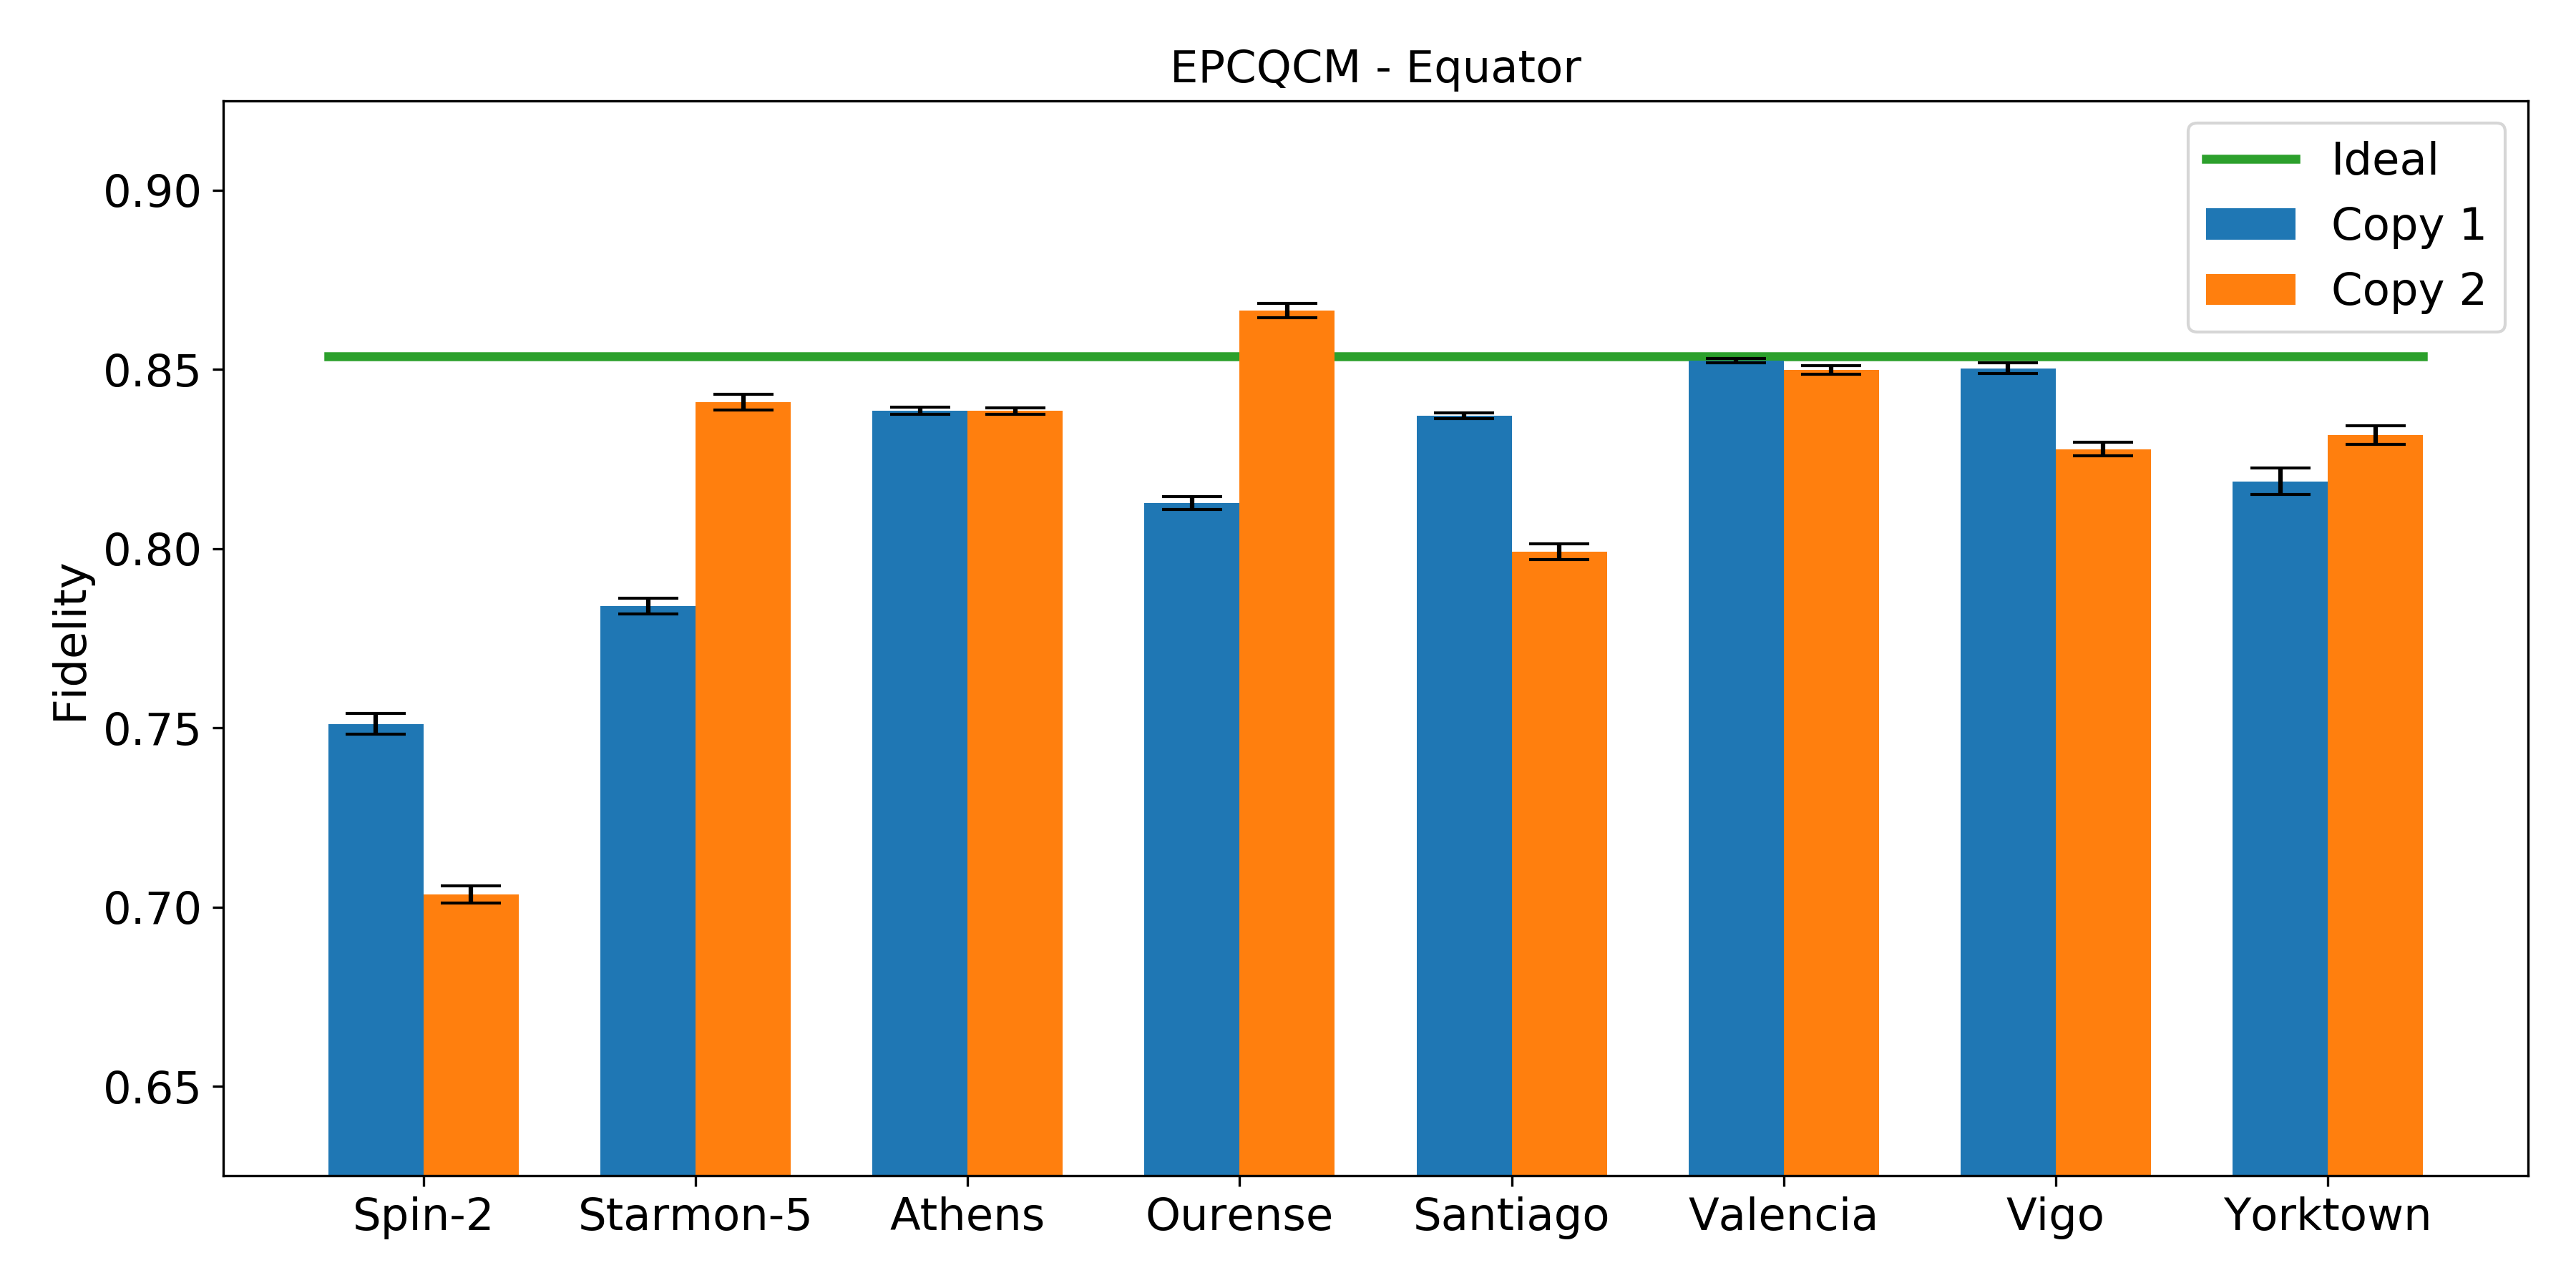 EPCQCM - Equator
Ideal
Copy 1
Copy 2
Fidelity
0.90
0.85
0.80
0.75
0.70
0.65
Spin-2 Starmon-5 Athens Ourense Santiago Valencia Vigo Yorktown